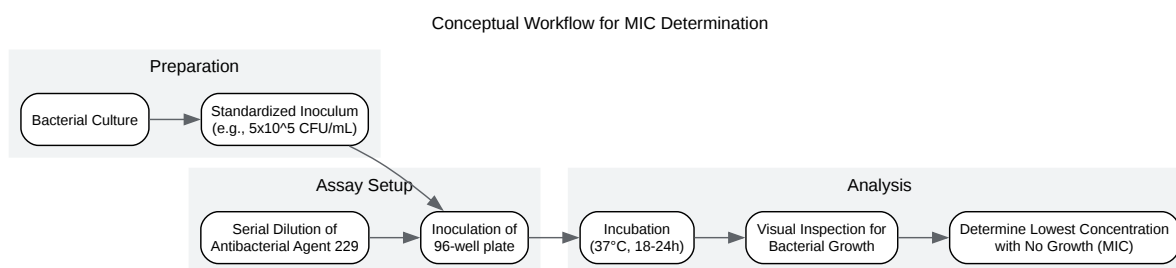 Conceptual Workflow for MIC Determination
Preparation
Bacterial Culture
Standardized Inoculum
(e.g., 5x10^5 CFU/mL)
Assay Setup
Serial Dilution of
Antibacterial Agent 229
Inoculation of
96-well plate
Analysis
Incubation
(37°C, 18-24h)
Visual Inspection for
Bacterial Growth
Determine Lowest Concentration
with No Growth (MIC)